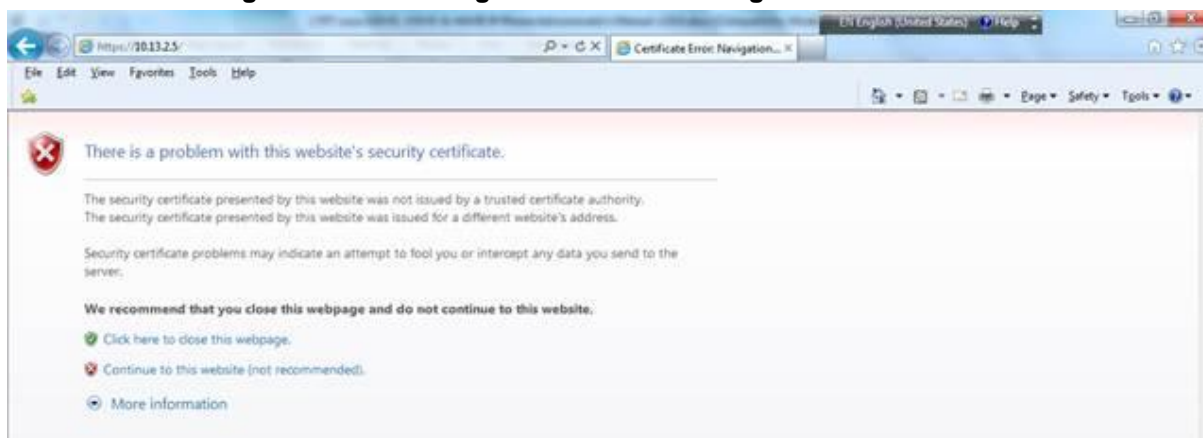 EN English (United States) Help
https://10.13.2.5/
Certificate Error: Navigation...
File Edit View Favorites Tools Help
Page Safety Tools
There is a problem with this website's security certificate.
The security certificate presented by this website was not issued by a trusted certificate authority.
The security certificate presented by this website was issued for a different website's address.
Security certificate problems may indicate an attempt to fool you or intercept any data you send to the
server.
We recommend that you close this webpage and do not continue to this website.
Click here to close this webpage.
Continue to this website (not recommended).
More information